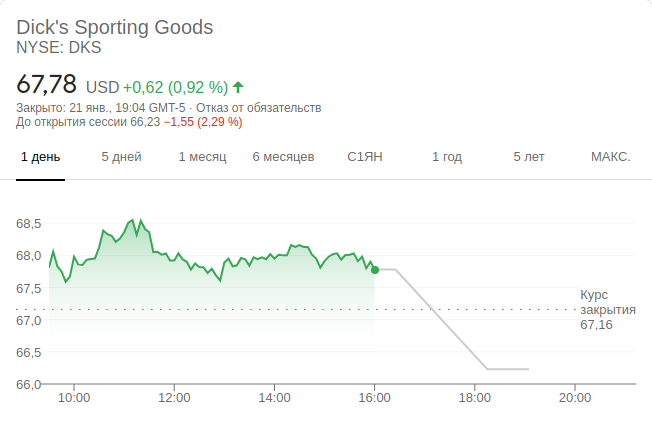 Dick's Sporting Goods
NYSE: DKS
67,78 USD +0,62 (0,92 %)
Закрыто: 21 янв., 19:04 GMT-5 · Отказ от обязательств
До открытия сессии 66,23 −1,55 (2,29 %)
1 день 5 дней 1 месяц 6 месяцев С1ЯН 1 год 5 лет МАКС.
68,5
68,0
67,5
Курс
закрытия
67,16
67,0
66,5
66,0
10:00 12:00 14:00 16:00 18:00 20:00